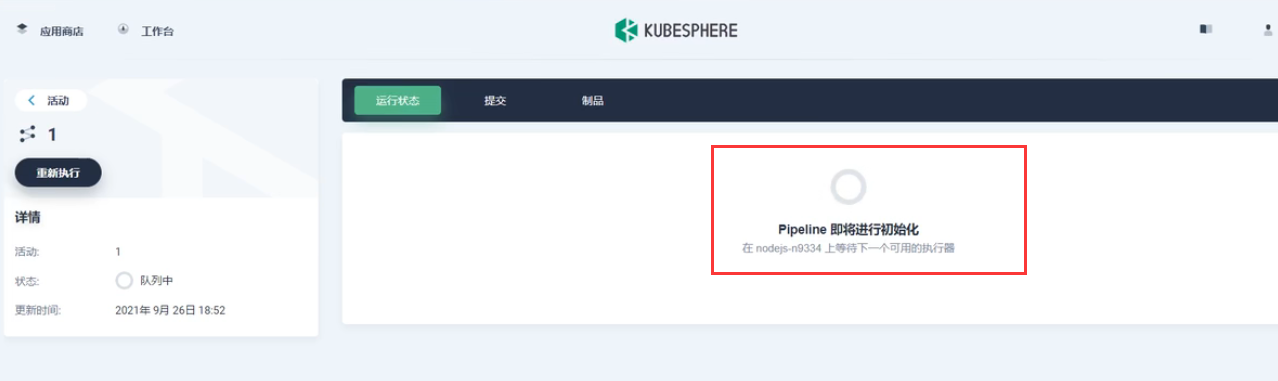 应用商店 工作台 KUBESPHERE
活动
1
重新执行
详情
活动: 1
状态: 队列中
更新时间: 2021年 9月 26日 18:52
运行状态 提交 制品
Pipeline 即将进行初始化
在 nodejs-n9334 上等待下一个可用的执行器